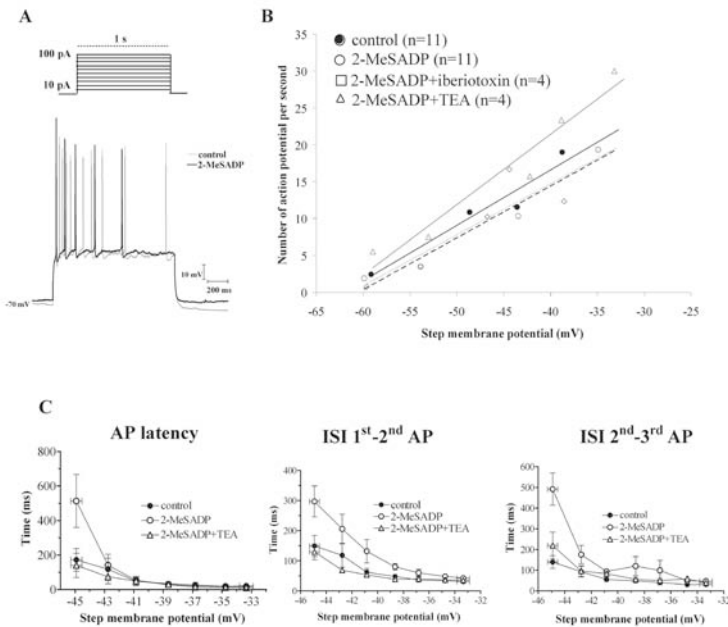 A
1 s
100 pA
10 pA
control
2-MeSADP
10 mV
200 ms
-70 mV
B
control (n=11)
2-MeSADP (n=11)
2-MeSADP+iberiotoxin (n=4)
2-MeSADP+TEA (n=4)
Number of action potential per second
35
30
25
20
15
10
5
0
-65 -60 -55 -50 -45 -40 -35 -30 -25
Step membrane potential (mV)
C
AP latency
Time (ms)
800
600
400
200
0
control
2-MeSADP
2-MeSADP+TEA
-45 -43 -41 -39 -37 -35 -33
Step membrane potential (mV)
ISI 1st-2nd AP
Time (ms)
400
300
200
100
0
control
2-MeSADP
2-MeSADP+TEA
-46 -44 -42 -40 -38 -36 -34 -32
Step membrane potential (mV)
ISI 2nd-3rd AP
Time (ms)
600
500
400
300
200
100
0
control
2-MeSADP
2-MeSADP+TEA
-46 -44 -42 -40 -38 -36 -34 -32
Step membrane potential (mV)